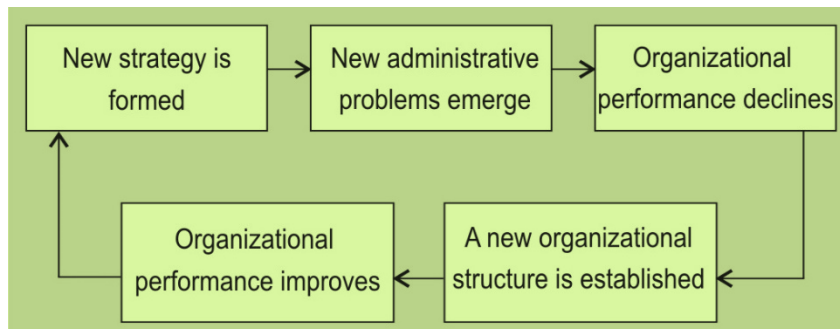 New strategy is
formed
New administrative
problems emerge
Organizational
performance declines
A new organizational
structure is established
Organizational
performance improves